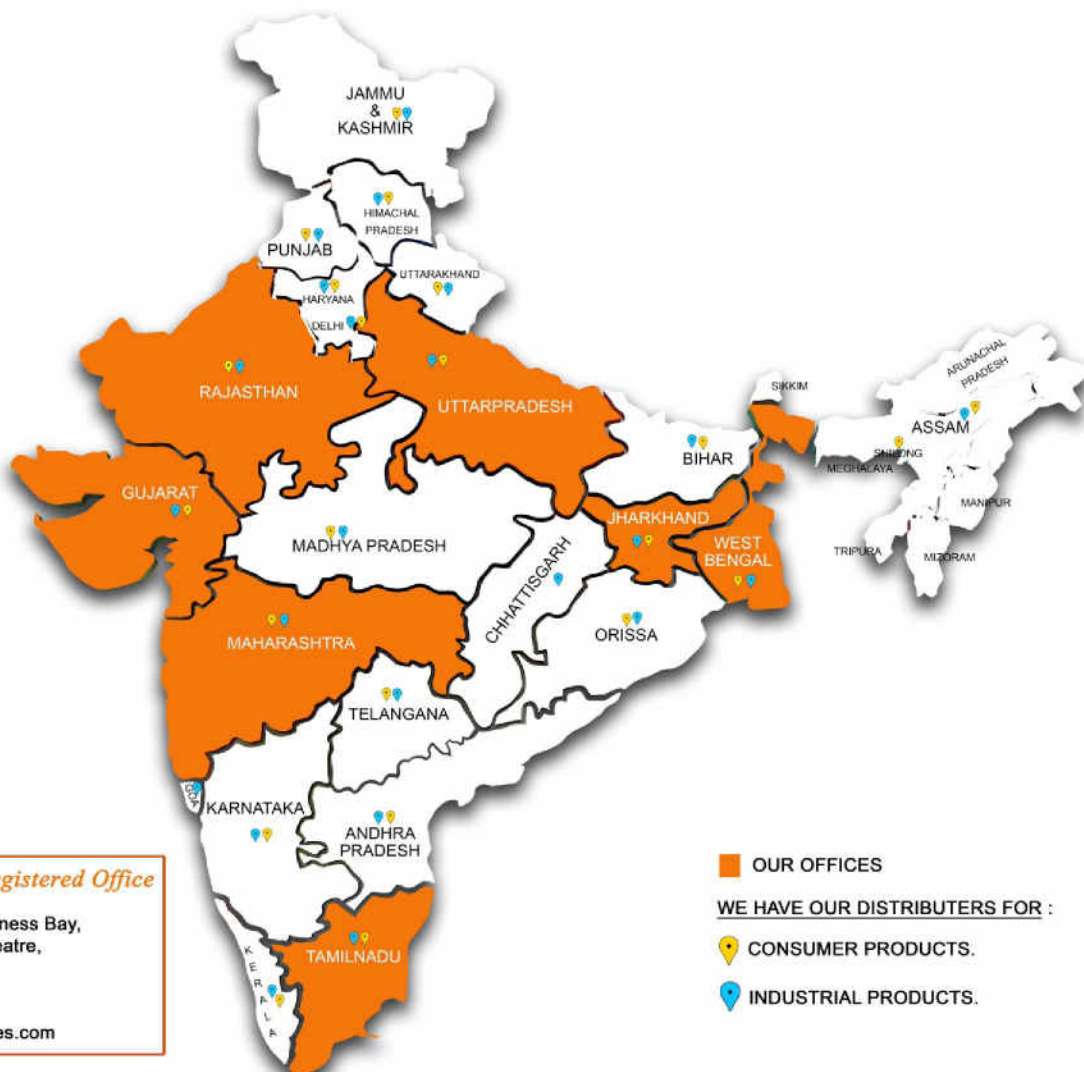 JAMMU
&
KASHMIR
HIMACHAL
PRADESH
PUNJAB
UTTARAKHAND
HARYANA
DELHI
RAJASTHAN
UTTARPRADESH
SIKKIM
ARUNACHAL
PRADESH
ASSAM
BIHAR
SHILONG
MEGHALAYA
MANIPUR
TRIPURA
MIZORAM
GUJARAT
MADHYA PRADESH
JHARKHAND
WEST
BENGAL
CHHATTISGARH
ORISSA
MAHARASHTRA
TELANGANA
GOA
KARNATAKA
ANDHRA
PRADESH
KERALA
TAMILNADU
gistered Office
ness Bay,
eatre,
es.com
OUR OFFICES
WE HAVE OUR DISTRIBUTERS FOR :
CONSUMER PRODUCTS.
INDUSTRIAL PRODUCTS.